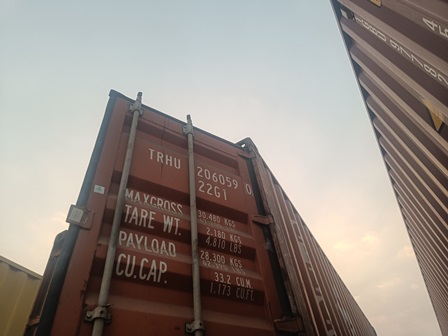 TRHU 206059 0
22G1
MAXGROSS 30.480 KGS
TARE WT. 2.180 KGS
4.810 LBS
PAYLOAD 28.300 KGS
CU.CAP. 33.2 CU.M.
1.173 CU.FT.